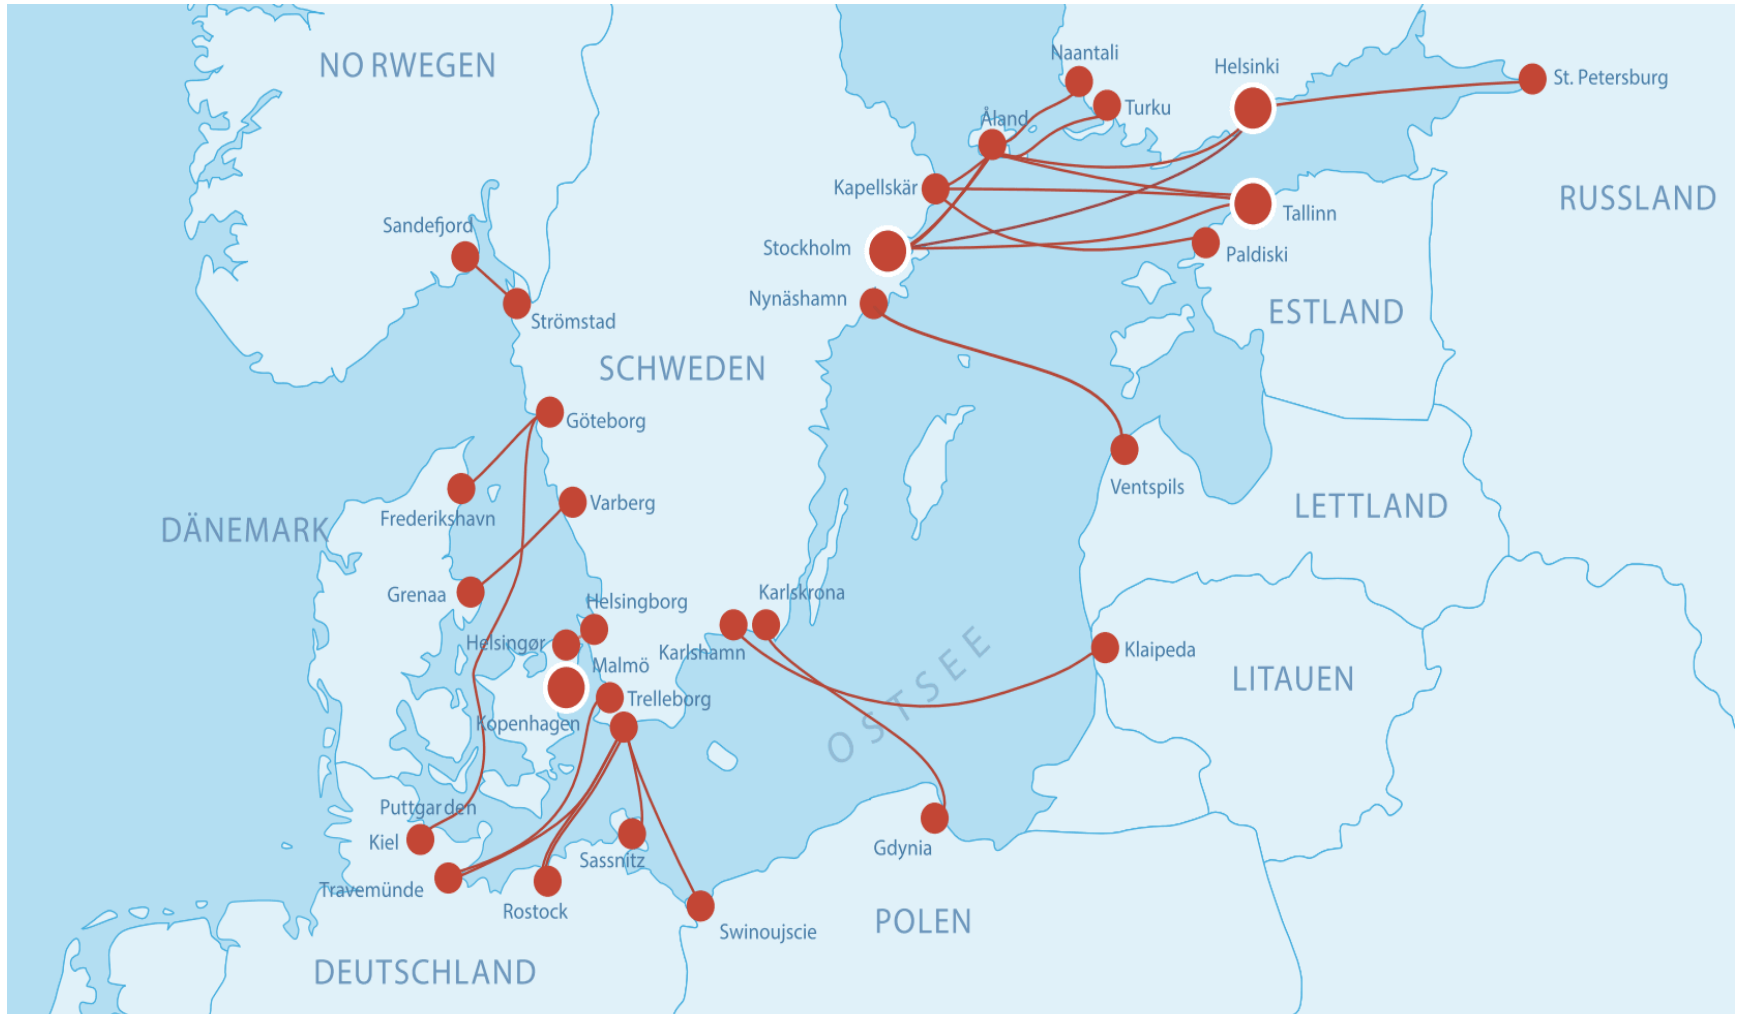 NORWEGEN
Naantali
Helsinki
St. Petersburg
Turku
Åland
Kapellskär
RUSSLAND
Tallinn
Sandefjord
Stockholm
Paldiski
Nynäshamn
ESTLAND
Strömstad
SCHWEDEN
Göteborg
Ventspils
LETTLAND
Varberg
Frederikshavn
DÄNEMARK
Grenaa
Karlskrona
Helsingborg
Helsingør
Karlshamn
Klaipeda
Malmö
LITAUEN
OSTSEE
Trelleborg
Kopenhagen
Puttgarden
Kiel
Gdynia
Sassnitz
Travemünde
Rostock
POLEN
Swinoujscie
DEUTSCHLAND